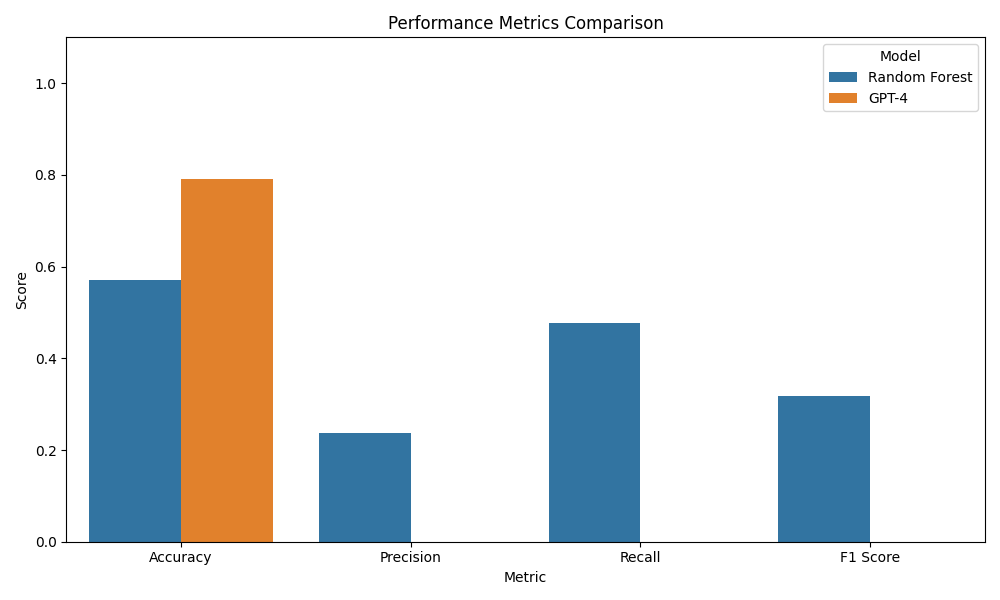 Performance Metrics Comparison
Model
Random Forest
GPT-4
Score
1.0
0.8
0.6
0.4
0.2
0.0
Accuracy
Precision
Recall
F1 Score
Metric